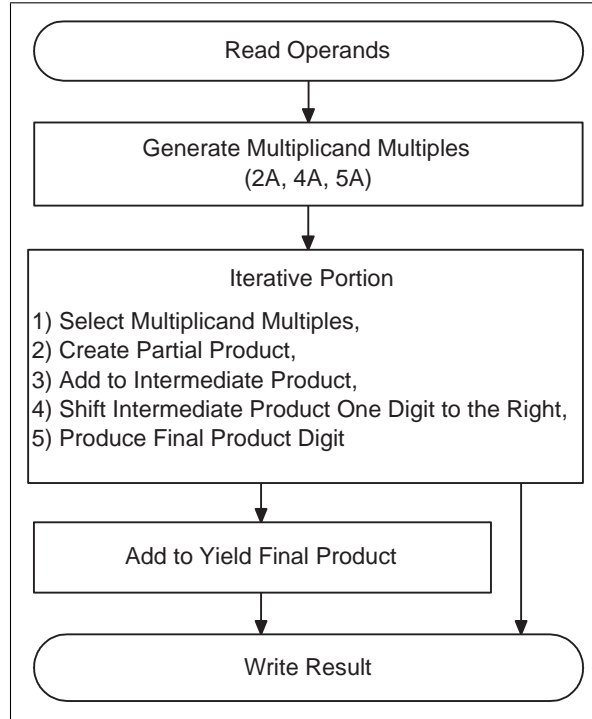 Read Operands
Generate Multiplicand Multiples
(2A, 4A, 5A)
Iterative Portion
1) Select Multiplicand Multiples,
2) Create Partial Product,
3) Add to Intermediate Product,
4) Shift Intermediate Product One Digit to the Right,
5) Produce Final Product Digit
Add to Yield Final Product
Write Result